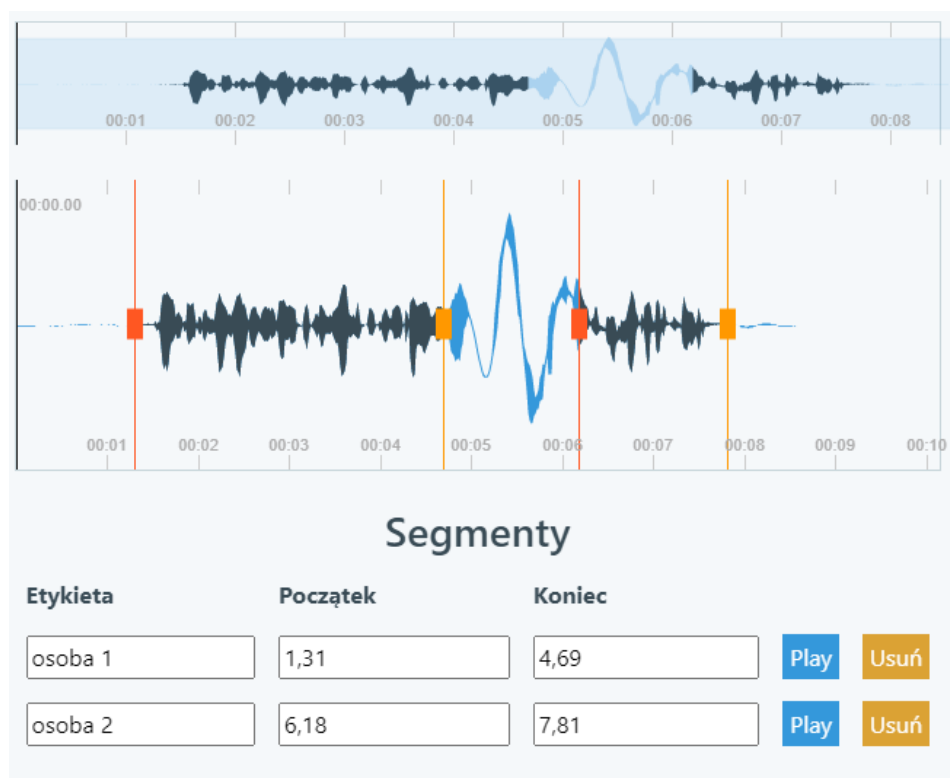 00:01 00:02 00:03 00:04 00:05 00:06 00:07 00:08
00:00.00
00:01 00:02 00:03 00:04 00:05 00:06 00:07 00:08 00:09 00:10
Segmenty
Etykieta Początek Koniec
osoba 1 1,31 4,69 Play Usuń
osoba 2 6,18 7,81 Play Usuń